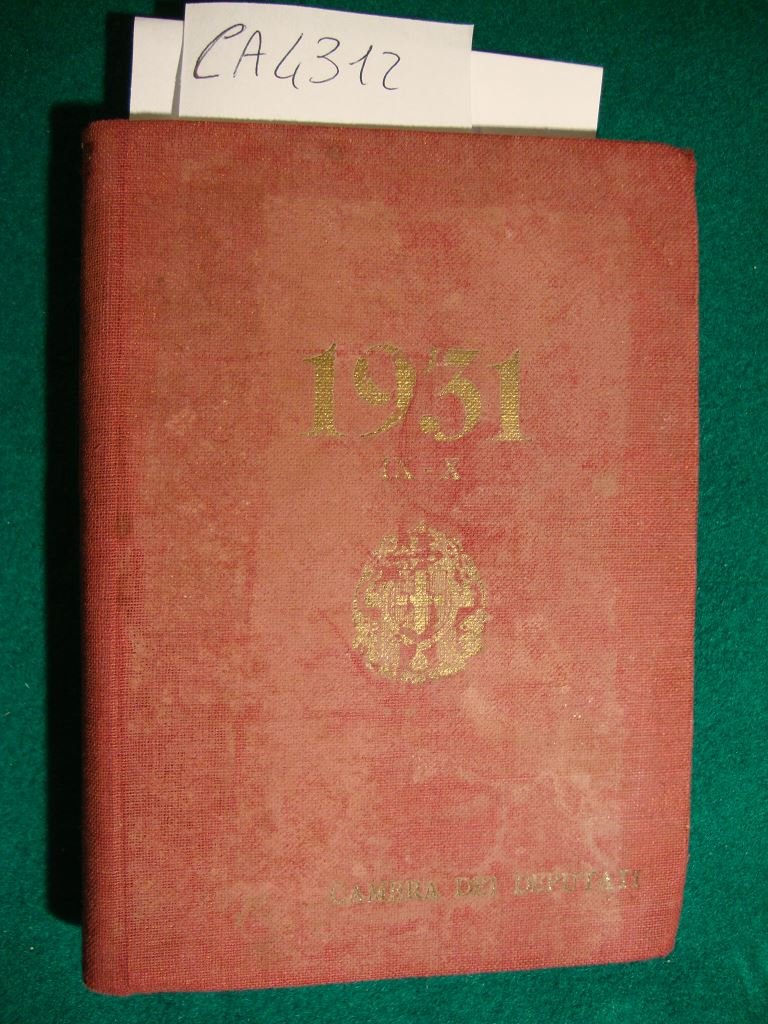 CA4312
1931
IX-X
CAMERA DEI DEPUTATI